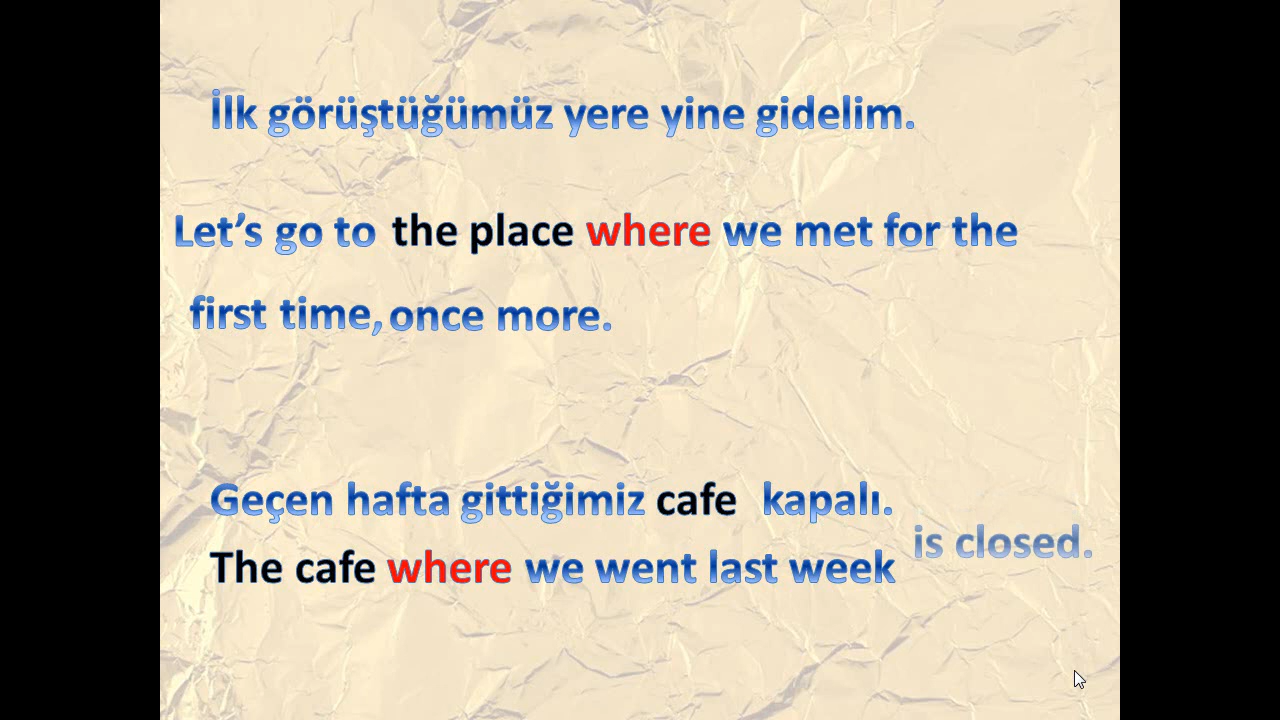 İlk görüştüğümüz yere yine gidelim.
Let's go to the place where we met for the
first time, once more.
Geçen hafta gittiğimiz cafe kapalı.
The cafe where we went last week is closed.